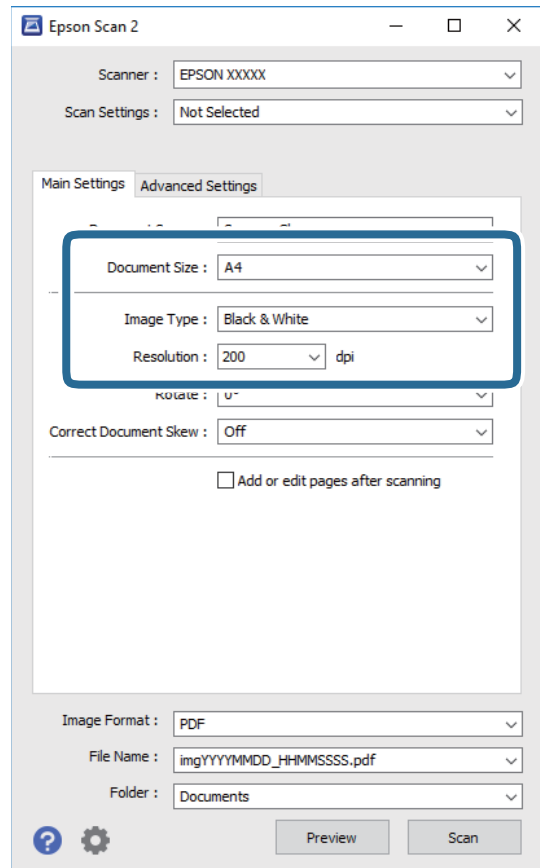 Epson Scan 2
Scanner : EPSON XXXXX
Scan Settings : Not Selected
Main Settings Advanced Settings
Document Size : A4
Image Type : Black & White
Resolution : 200 dpi
Rotate : 0°
Correct Document Skew : Off
Add or edit pages after scanning
Image Format : PDF
File Name : imgYYYYMMDD_HHMMSSSS.pdf
Folder : Documents
? Preview Scan